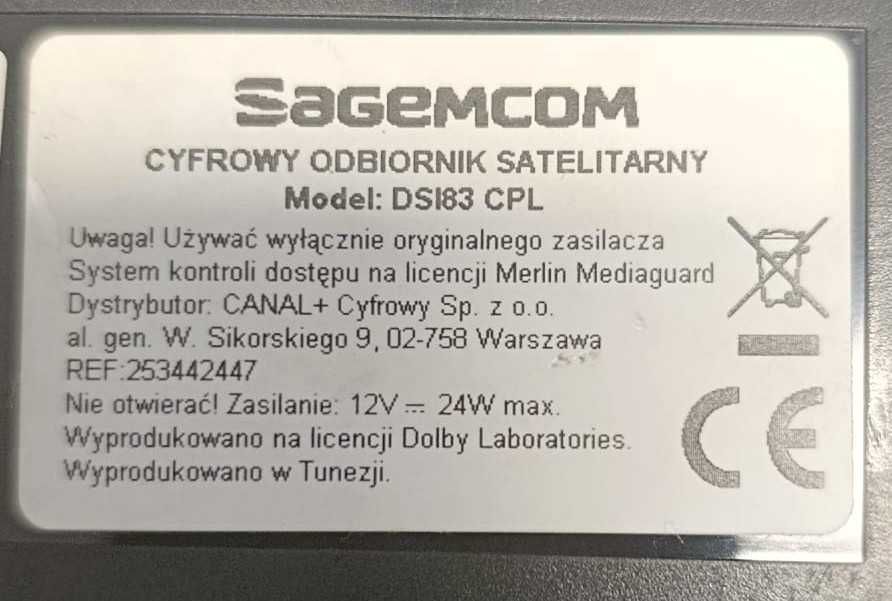 SAGEMCOM
CYFROWY ODBIORNIK SATELITARNY
Model: DSI83 CPL
Uwaga! Używać wyłącznie oryginalnego zasilacza
System kontroli dostępu na licencji Merlin Mediaguard
Dystrybutor: CANAL+ Cyfrowy Sp. z o.o.
al. gen. W. Sikorskiego 9, 02-758 Warszawa
REF:253442447
Nie otwierać! Zasilanie: 12V ⎓ 24W max.
Wyprodukowano na licencji Dolby Laboratories.
Wyprodukowano w Tunezji.
CE